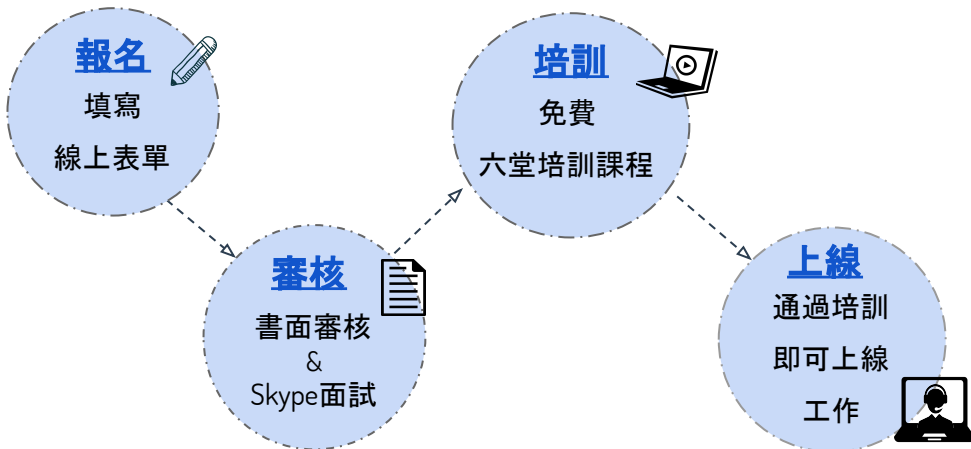 報名
填寫
線上表單
審核
書面審核
&
Skype面試
培訓
免費
六堂培訓課程
上線
通過培訓
即可上線
工作